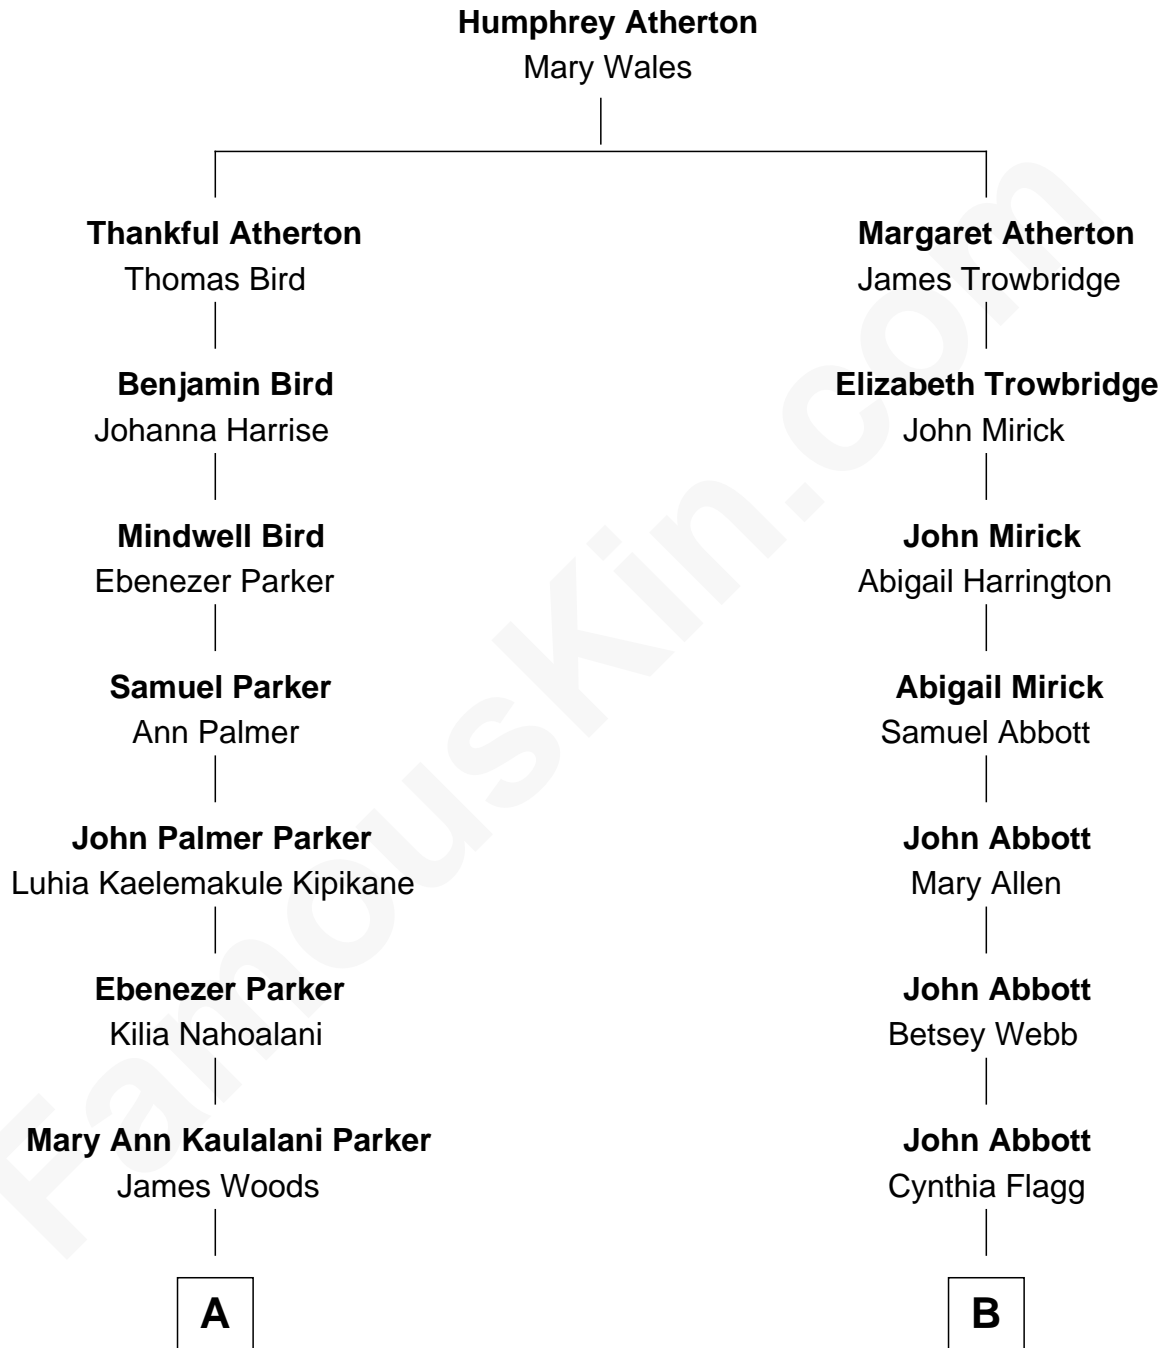 Humphrey Atherton
Mary Wales
Thankful Atherton
Thomas Bird
Margaret Atherton
James Trowbridge
Benjamin Bird
Johanna Harrise
Elizabeth Trowbridge
John Mirick
Mindwell Bird
Ebenezer Parker
John Mirick
Abigail Harrington
Samuel Parker
Ann Palmer
Abigail Mirick
Samuel Abbott
John Palmer Parker
Luhia Kaelemakule Kipikane
John Abbott
Mary Allen
Ebenezer Parker
Kilia Nahoalani
John Abbott
Betsey Webb
Mary Ann Kaulalani Parker
James Woods
John Abbott
Cynthia Flagg
A
B
FamousKin.com